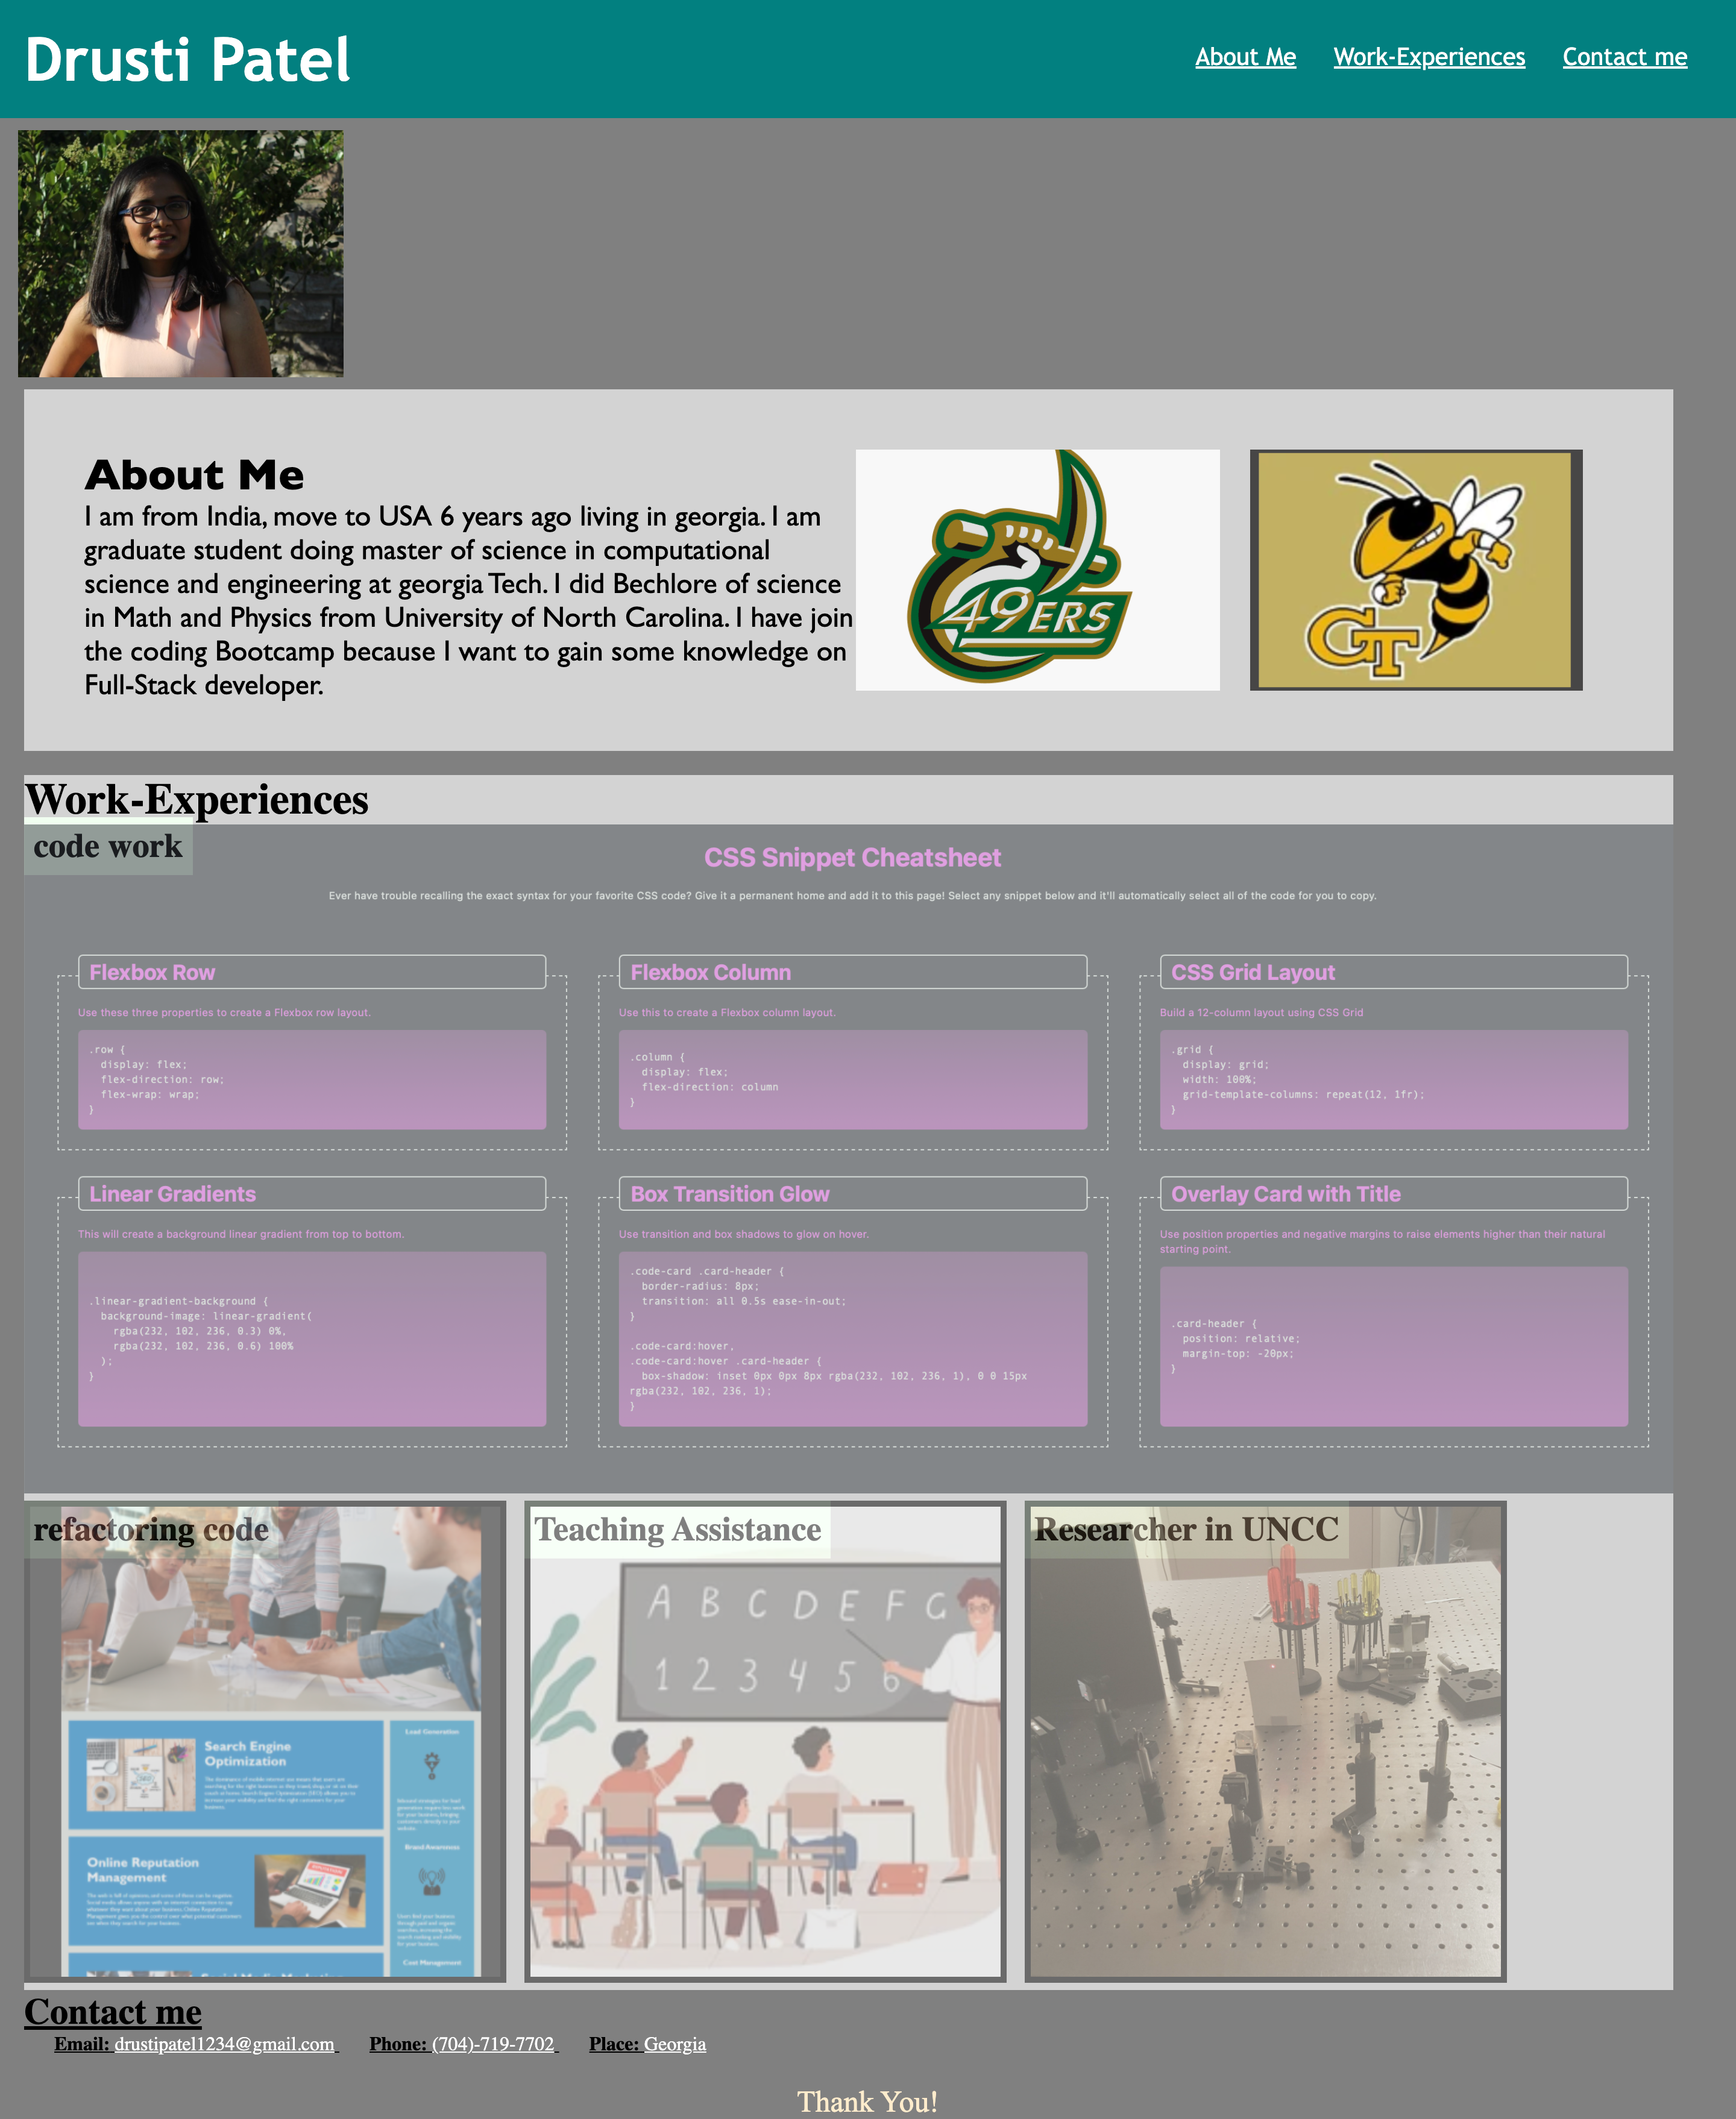 Drusti Patel
About Me
Work-Experiences
Contact me
About Me
I am from India, move to USA 6 years ago living in georgia. I am
graduate student doing master of science in computational
science and engineering at georgia Tech. I did Bechlore of science
in Math and Physics from University of North Carolina. I have join
the coding Bootcamp because I want to gain some knowledge on
Full-Stack developer.
49ERS
GT
Work-Experiences
code work
CSS Snippet Cheatsheet
Ever have trouble recalling the exact syntax for your favorite CSS code? Give it a permanent home and add it to this page! Select any snippet below and it'll automatically select all of the code for you to copy.
Flexbox Row
Use these three properties to create a Flexbox row layout.
.row {
display: flex;
flex-direction: row;
flex-wrap: wrap;
}
Flexbox Column
Use this to create a Flexbox column layout.
.column {
display: flex;
flex-direction: column
}
CSS Grid Layout
Build a 12-column layout using CSS Grid
.grid {
display: grid;
width: 100%;
grid-template-columns: repeat(12, 1fr);
}
Linear Gradients
This will create a background linear gradient from top to bottom.
.linear-gradient-background {
background-image: linear-gradient(
rgba(232, 102, 236, 0.3) 0%,
rgba(232, 102, 236, 0.6) 100%
);
}
Box Transition Glow
Use transition and box shadows to glow on hover.
.code-card .card-header {
border-radius: 8px;
transition: all 0.5s ease-in-out;
}
.code-card:hover,
.code-card:hover .card-header {
box-shadow: inset 0px 0px 8px rgba(232, 102, 236, 1), 0 0 15px
rgba(232, 102, 236, 1);
}
Overlay Card with Title
Use position properties and negative margins to raise elements higher than their natural
starting point.
.card-header {
position: relative;
margin-top: -20px;
}
refactoring code
Search Engine
Optimization
Online Reputation
Management
Lead Generation
Brand Awareness
Cost Management
Teaching Assistance
A B C D E F G
1 2 3 4 5 6
Researcher in UNCC
Contact me
Email: drustipatel1234@gmail.com
Phone: (704)-719-7702
Place: Georgia
Thank You!